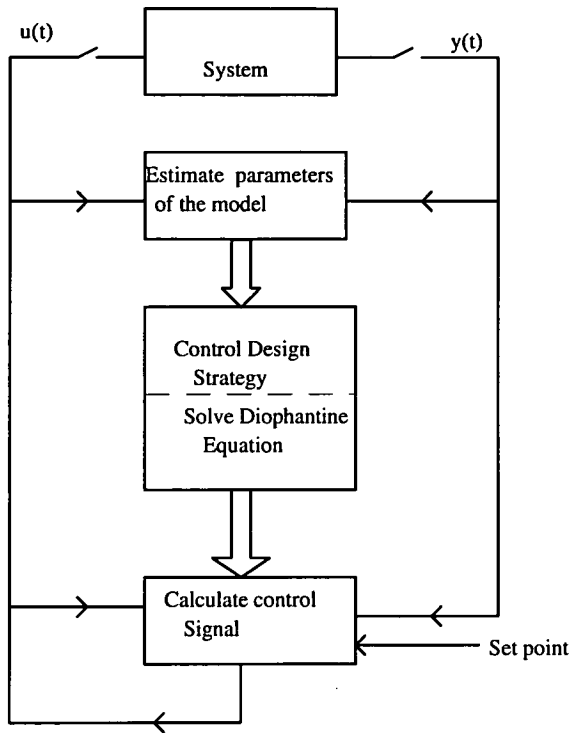 u(t)
System
y(t)
Estimate parameters
of the model
Control Design
Strategy
Solve Diophantine
Equation
Calculate control
Signal
Set point